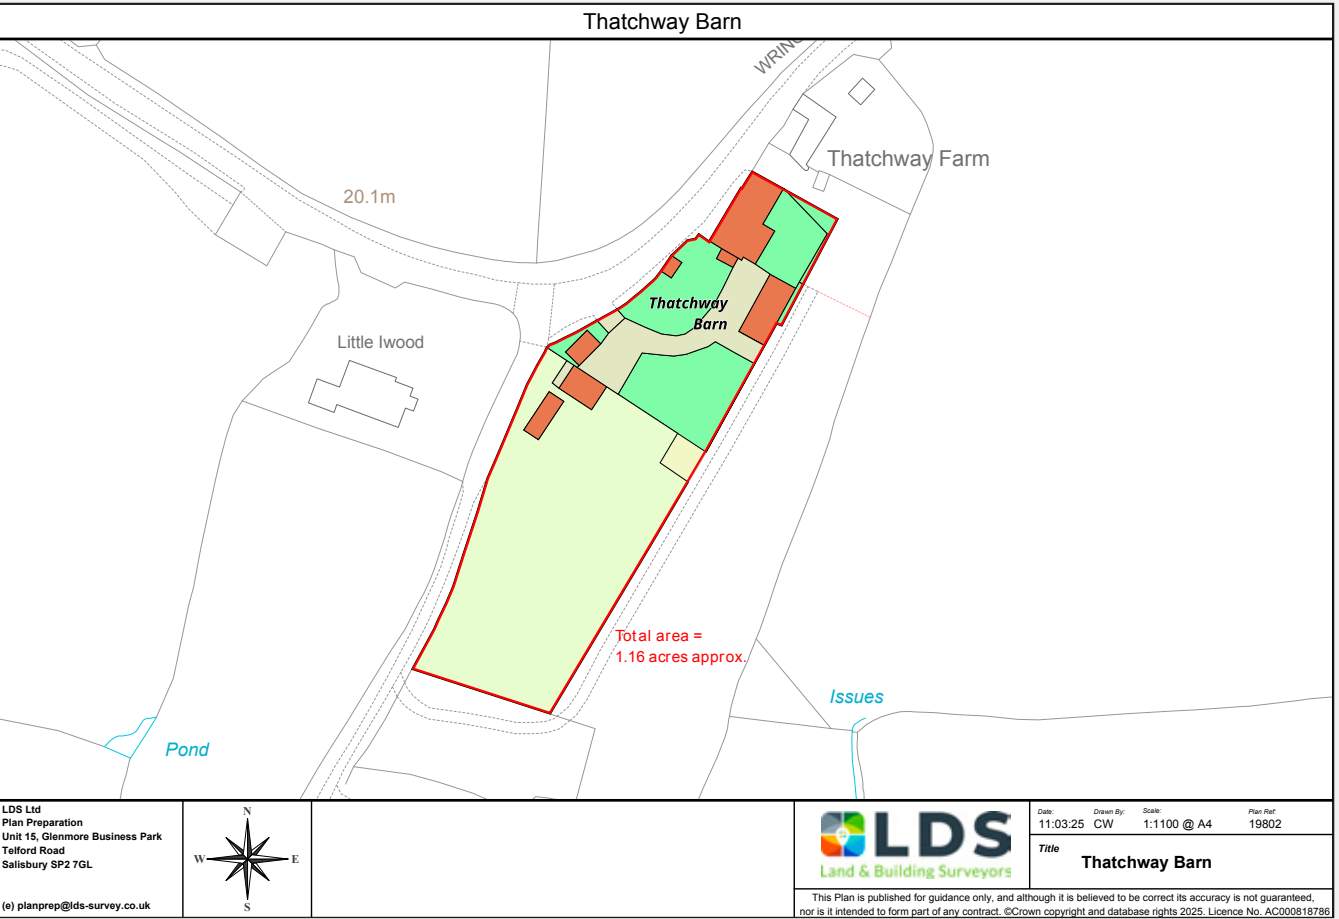 Thatchway Barn
WRING
Thatchway Farm
20.1m
Thatchway
Barn
Little Iwood
Total area =
1.16 acres approx.
Issues
Pond
LDS Ltd
Plan Preparation
Unit 15, Glenmore Business Park
Telford Road
Salisbury SP2 7GL
(e) planprep@lds-survey.co.uk
N
W E
S
LDS
Land & Building Surveyors
Date: Drawn By: Scale: Plan Ref:
11:03:25 CW 1:1100 @ A4 19802
Title
Thatchway Barn
This Plan is published for guidance only, and although it is believed to be correct its accuracy is not guaranteed,
nor is it intended to form part of any contract. ©Crown copyright and database rights 2025. Licence No. AC000818786